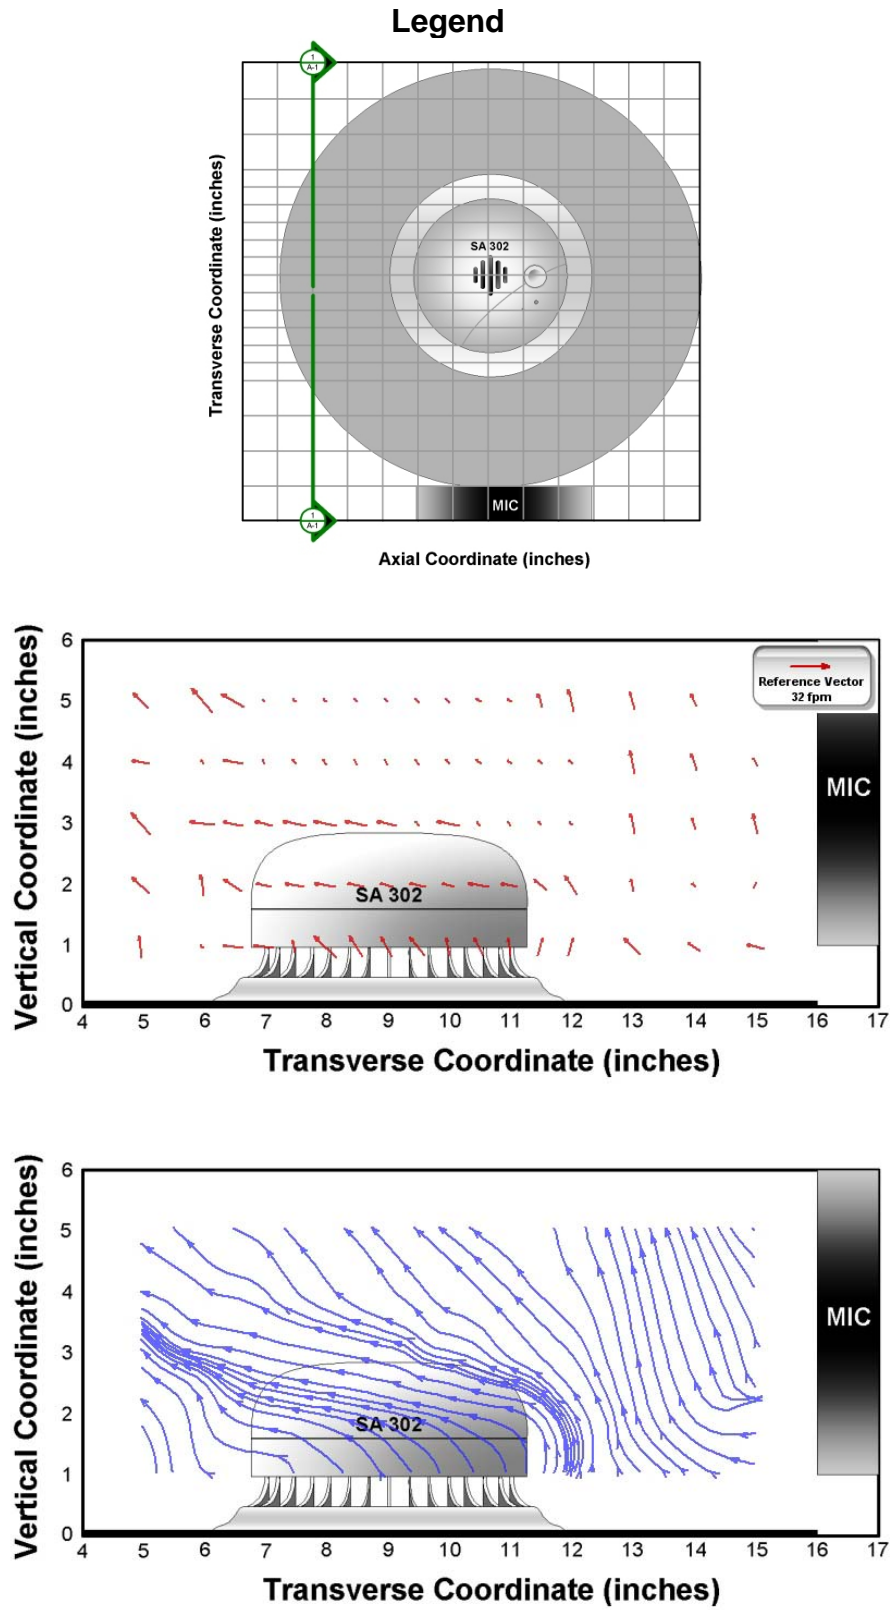 Legend
1
A-1
Transverse Coordinate (inches)
SA 302
MIC
1
A-1
Axial Coordinate (inches)
Vertical Coordinate (inches)
6
5
4
3
2
1
0
Reference Vector
32 fpm
MIC
SA 302
4 5 6 7 8 9 10 11 12 13 14 15 16 17
Transverse Coordinate (inches)
Vertical Coordinate (inches)
6
5
4
3
2
1
0
MIC
SA 302
4 5 6 7 8 9 10 11 12 13 14 15 16 17
Transverse Coordinate (inches)